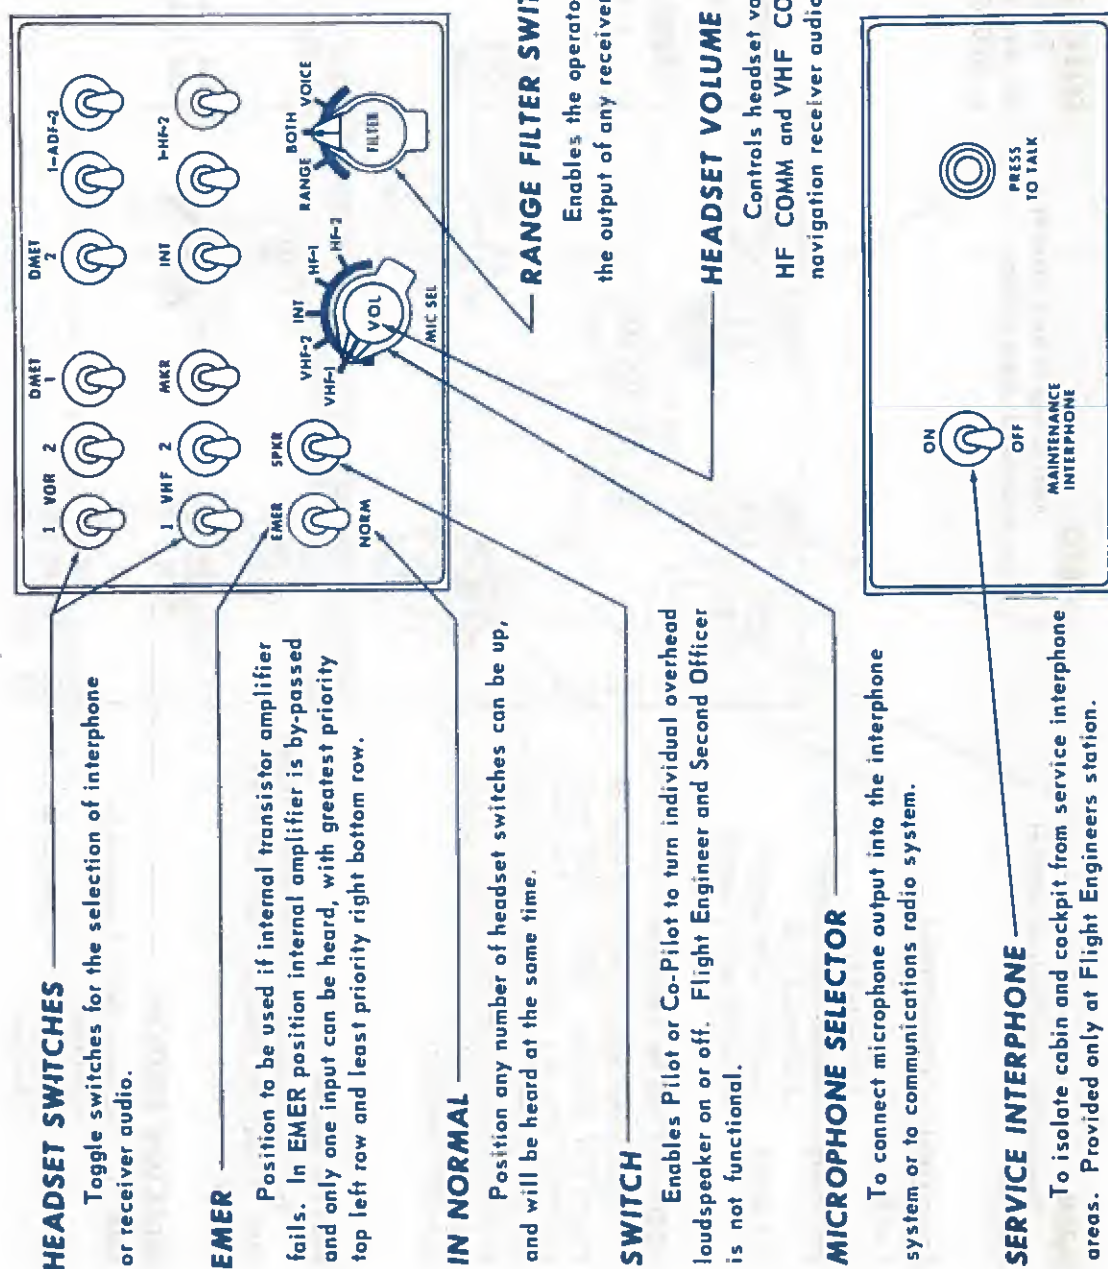 HEADSET SWITCHES
Toggle switches for the selection of interphone
or receiver audio.
EMER
Position to be used if internal transistor amplifier
fails. In EMER position internal amplifier is by-passed
and only one input can be heard, with greatest priority
top left row and least priority right bottom row.
IN NORMAL
Position any number of headset switches can be up,
and will be heard at the same time.
SWITCH
Enables Pilot or Co-Pilot to turn individual overhead
loudspeaker on or off. Flight Engineer and Second Officer
is not functional.
MICROPHONE SELECTOR
To connect microphone output into the interphone
system or to communications radio system.
SERVICE INTERPHONE
To isolate cabin and cockpit from service interphone
areas. Provided only at Flight Engineers station.
1 VOR 2
DMET
1
DMET
2
1-ADF-2
1 VHF 2
MKR
INT
1-HF-2
EMER
NORM
SPKR
VHF-1
VHF-2
INT
HF-1
HF-2
VOL
MIC SEL
RANGE
BOTH
VOICE
FILTER
RANGE FILTER SWIT
Enables the operato
the output of any receiver
HEADSET VOLUME
Controls headset vo
HF COMM and VHF CO
navigation receiver audio
ON
OFF
MAINTENANCE
INTERPHONE
PRESS
TO TALK